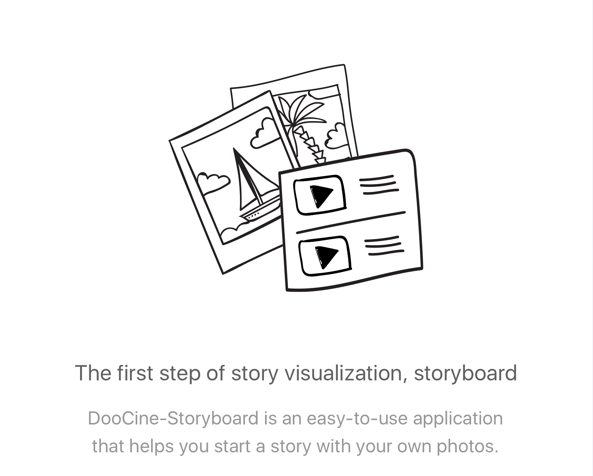 The first step of story visualization, storyboard
DooCine-Storyboard is an easy-to-use application
that helps you start a story with your own photos.